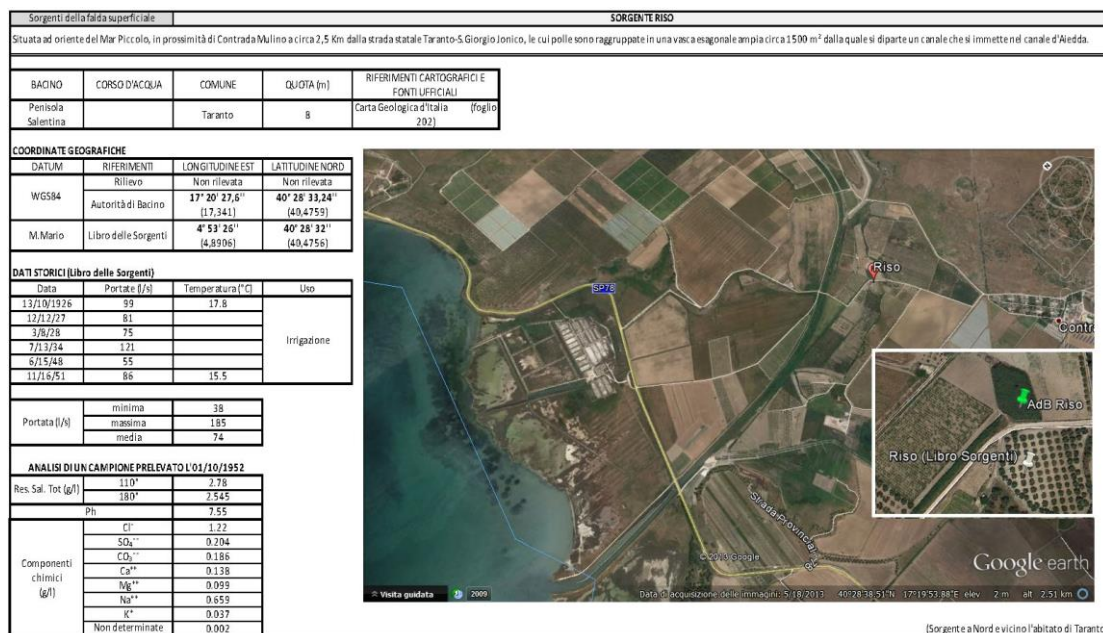 Sorgenti della falda superficiale SORGENTE RISO
Situata ad oriente del Mar Piccolo, in prossimità di Contrada Mulino a circa 2,5 Km dalla strada statale Taranto-S.Giorgio Jonico, le cui polle sono raggruppate in una vasca esagonale ampia circa 1500 m² dalla quale si diparte un canale che si immette nel canale d'Aiedda.
BACINO CORSO D'ACQUA COMUNE QUOTA (m) RIFERIMENTI CARTOGRAFICI E
FONTI UFFICIALI
Penisola Salentina Taranto 8 Carta Geologica d'Italia (foglio
202)
COORDINATE GEOGRAFICHE
DATUM RIFERIMENTI LONGITUDINE EST LATITUDINE NORD
WGS84 Rilievo Non rilevata Non rilevata
Autorità di Bacino 17° 20' 27,6'' 40° 28' 33,24''
(17,341) (40,4759)
M.Mario Libro delle Sorgenti 4° 53' 26'' 40° 28' 32''
(4,8906) (40,4756)
DATI STORICI (Libro delle Sorgenti)
Data Portate (l/s) Temperatura (°C) Uso
13/10/1926 99 17.8
12/12/27 81
3/8/28 75
7/13/34 121 Irrigazione
6/15/48 55
11/16/51 86 15.5
Portata (l/s) minima 38
massima 185
media 74
ANALISI DI UN CAMPIONE PRELEVATO L'01/10/1952
Res. Sal. Tot (g/l) 110° 2.78
180° 2.545
Ph 7.55
Componenti chimici (g/l) Cl⁻ 1.22
SO₄⁻⁻ 0.204
CO₃⁻⁻ 0.186
Ca⁺⁺ 0.138
Mg⁺⁺ 0.099
Na⁺⁺ 0.659
K⁺ 0.037
Non determinate 0.002
SP78
Riso
Contra
AdB Riso
Riso (Libro Sorgenti)
Strada Provinciale 78
© 2013 Google
Google earth
Visita guidata 2009 Data di acquisizione delle immagini: 5/18/2013 40°28'38.51"N 17°19'53.88"E elev 2 m alt 2.51 km
(Sorgente a Nord e vicino l'abitato di Taranto